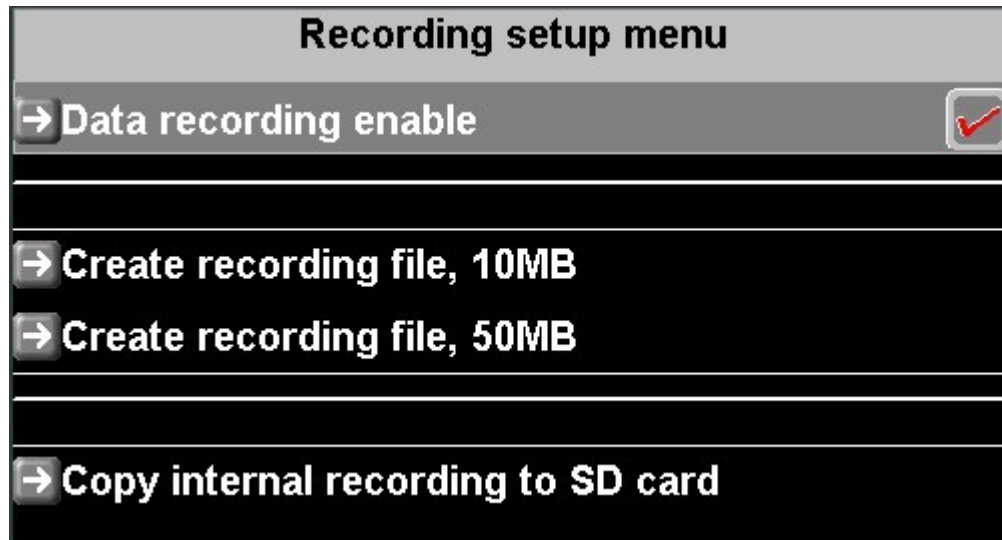 Recording setup menu
Data recording enable
Create recording file, 10MB
Create recording file, 50MB
Copy internal recording to SD card